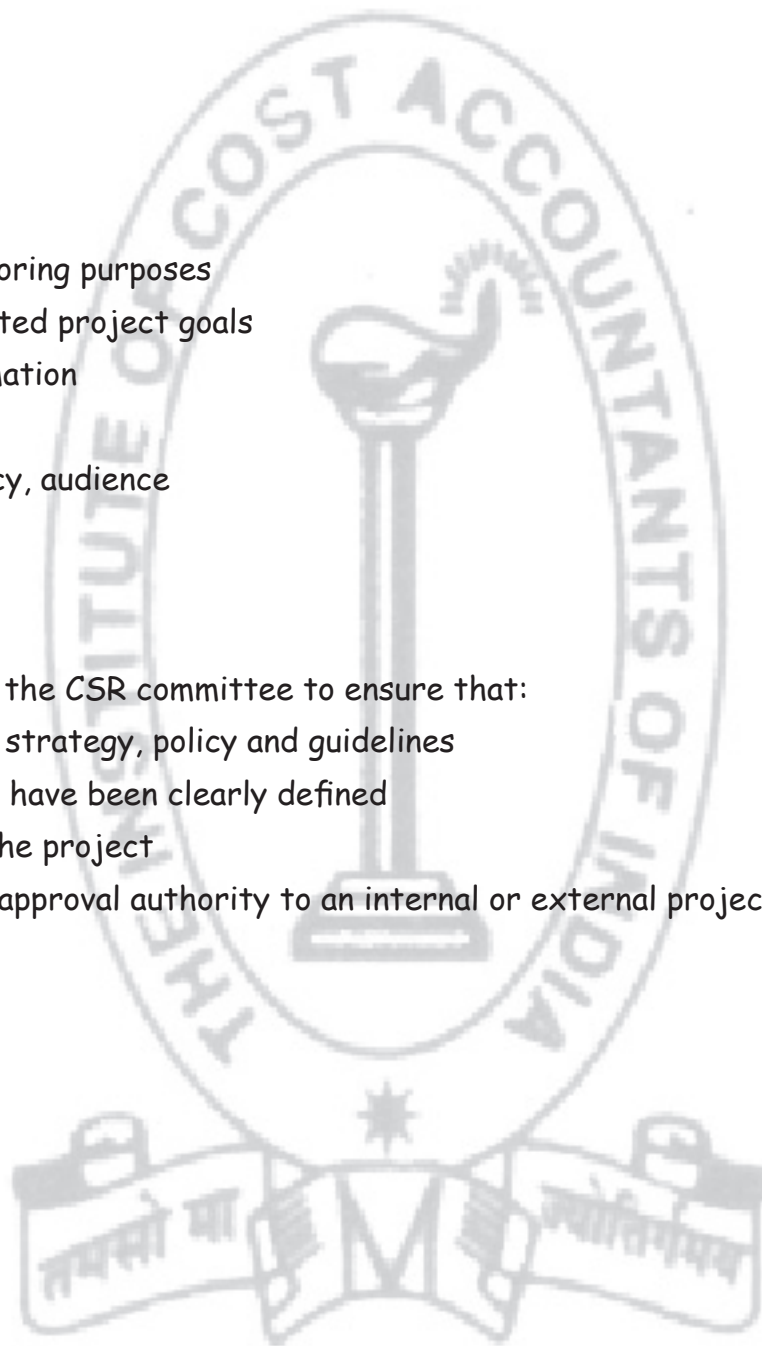 THE INSTITUTE OF COST ACCOUNTANTS OF INDIA
oring purposes
ted project goals
ation
cy, audience
the CSR committee to ensure that:
strategy, policy and guidelines
have been clearly defined
he project
approval authority to an internal or external projec
तमसो मा ज्योतिर्गमय